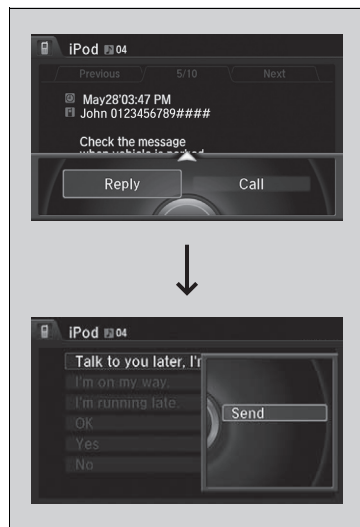 iPod 04
Previous 5/10 Next
May28'03:47 PM
John 0123456789####
Check the message
when vehicle is parked
Reply Call
iPod 04
Talk to you later, I'm
I'm on my way.
I'm running late.
OK
Yes
No
Send